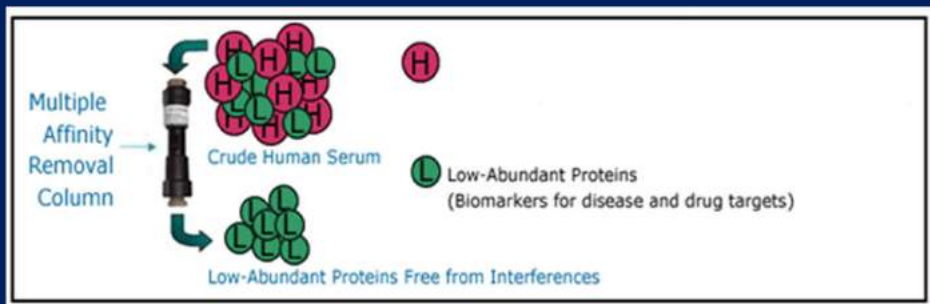 Multiple
Affinity
Removal
Column
H H H L L L H H L H L L H H L H
Crude Human Serum
H
L Low-Abundant Proteins
(Biomarkers for disease and drug targets)
L L L L L L L L
Low-Abundant Proteins Free from Interferences